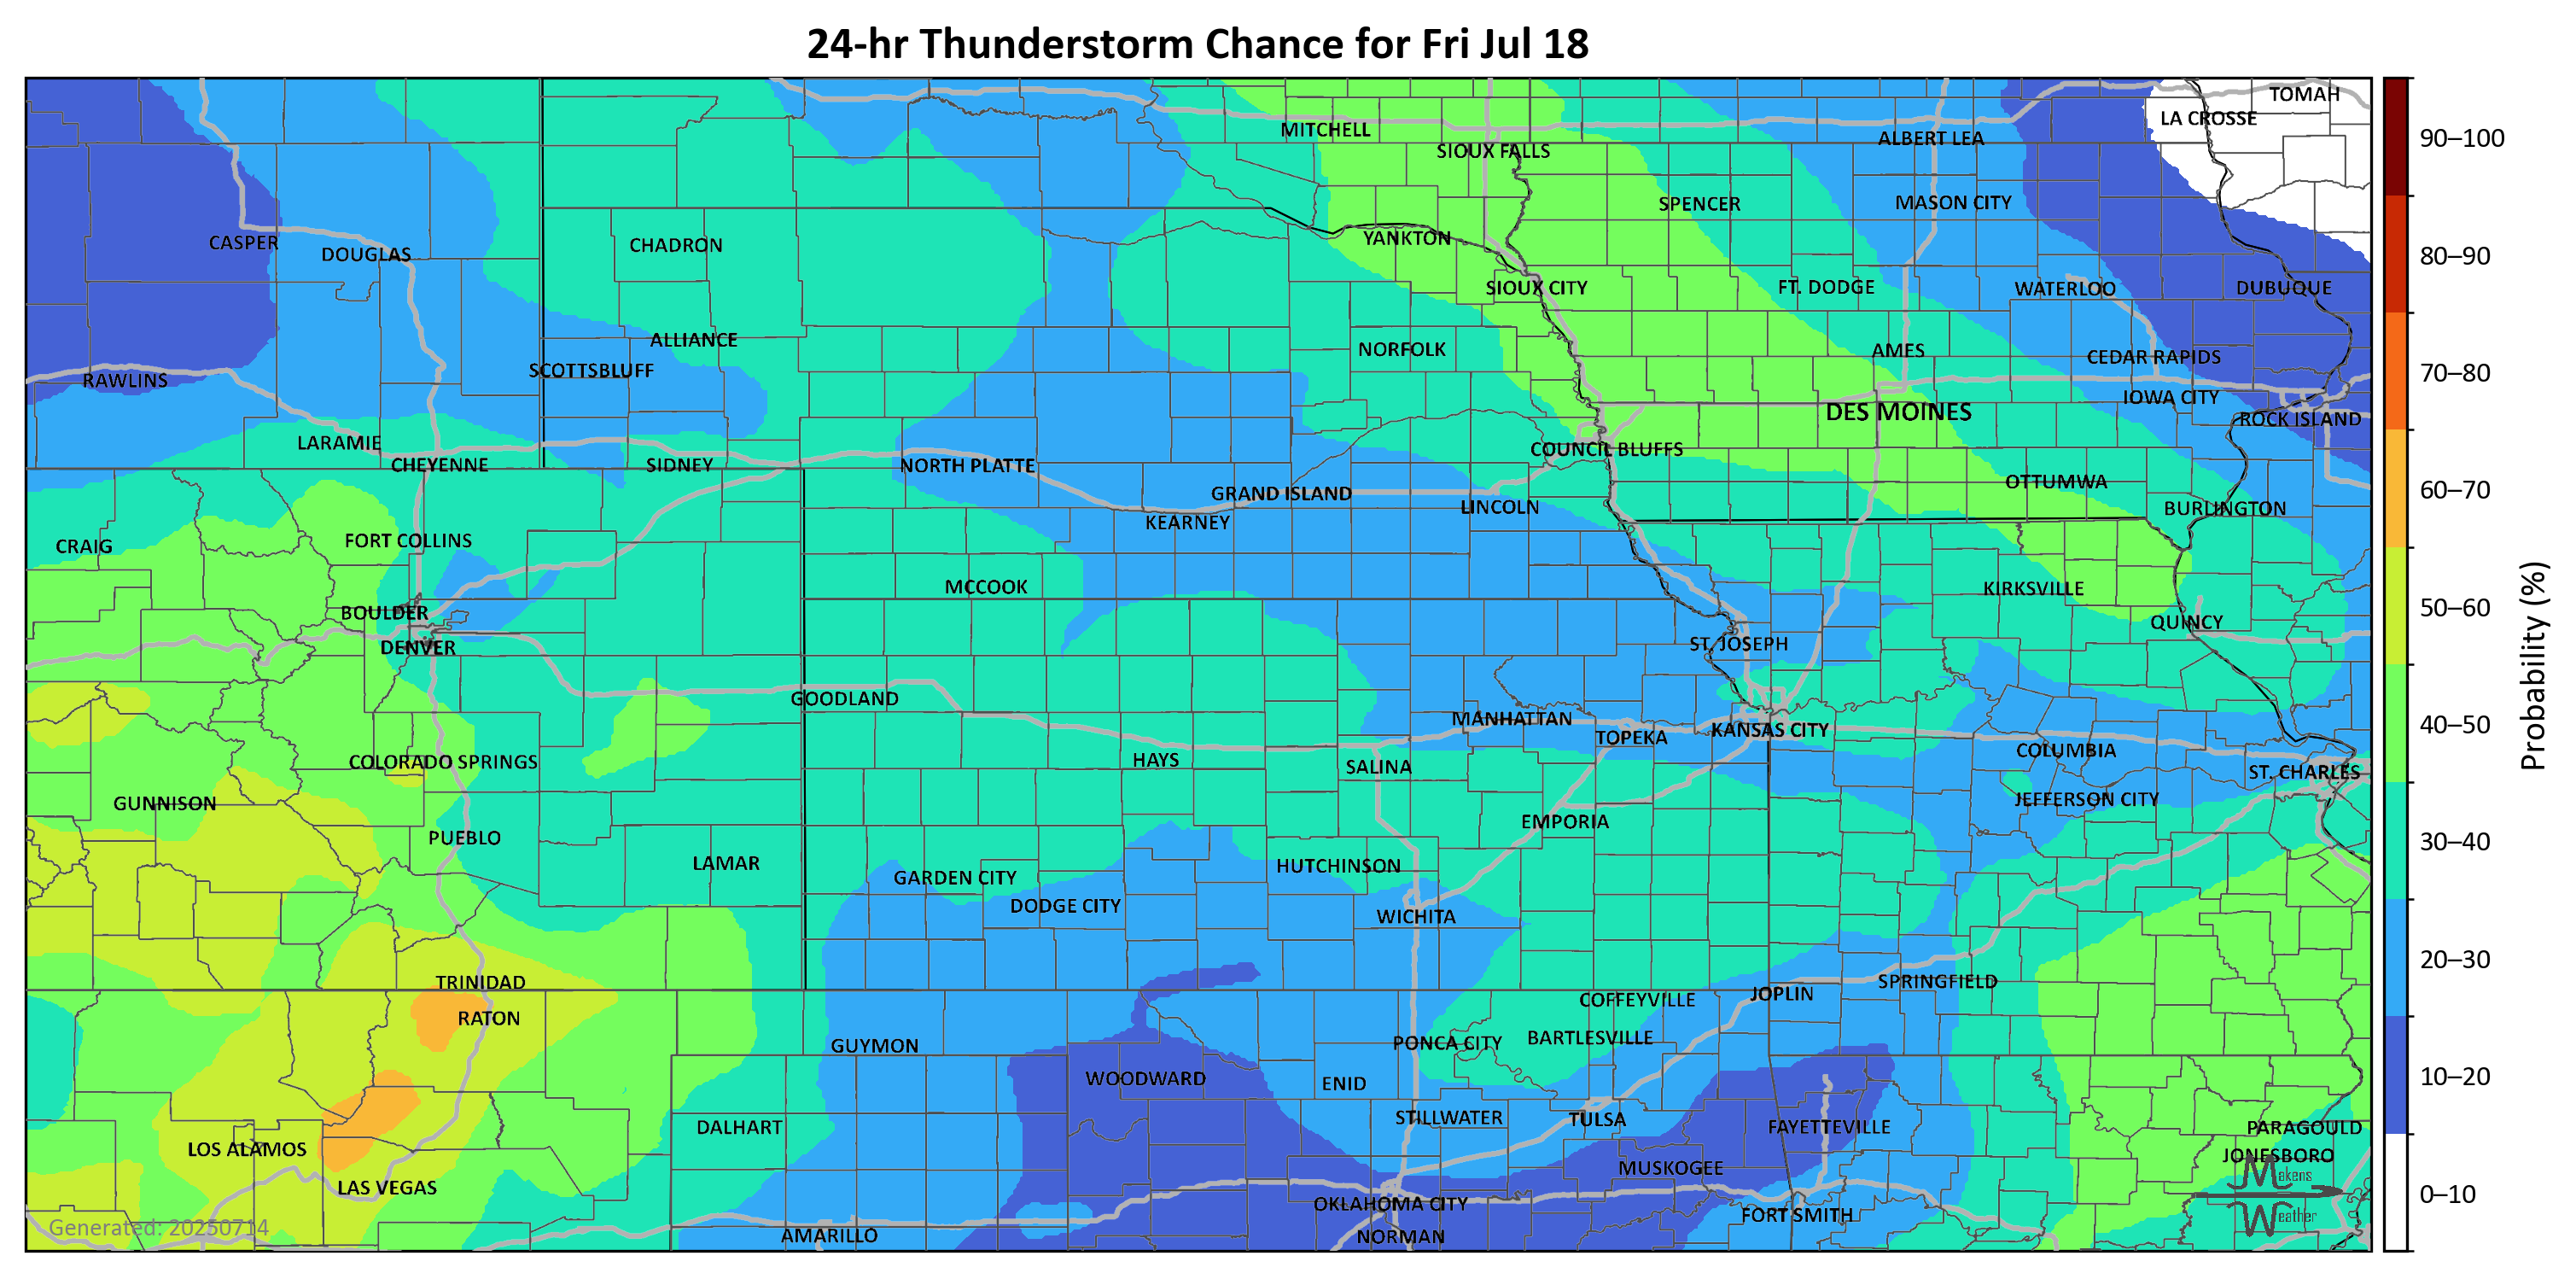 24-hr Thunderstorm Chance for Fri Jul 18
TOMAH
LA CROSSE
MITCHELL
ALBERT LEA
SIOUX FALLS
SPENCER
MASON CITY
YANKTON
CASPER
CHADRON
DOUGLAS
SIOUX CITY
FT. DODGE
WATERLOO
DUBUQUE
ALLIANCE
NORFOLK
AMES
CEDAR RAPIDS
SCOTTSBLUFF
RAWLINS
IOWA CITY
DES MOINES
ROCK ISLAND
LARAMIE
COUNCIL BLUFFS
CHEYENNE
SIDNEY
NORTH PLATTE
OTTUMWA
GRAND ISLAND
LINCOLN
BURLINGTON
KEARNEY
FORT COLLINS
CRAIG
MCCOOK
KIRKSVILLE
BOULDER
QUINCY
DENVER
ST. JOSEPH
GOODLAND
MANHATTAN
KANSAS CITY
TOPEKA
COLUMBIA
COLORADO SPRINGS
HAYS
SALINA
ST. CHARLES
GUNNISON
JEFFERSON CITY
EMPORIA
PUEBLO
LAMAR
HUTCHINSON
GARDEN CITY
DODGE CITY
WICHITA
TRINIDAD
SPRINGFIELD
JOPLIN
COFFEYVILLE
RATON
BARTLESVILLE
PONCA CITY
GUYMON
WOODWARD
ENID
STILLWATER
TULSA
DALHART
FAYETTEVILLE
PARAGOULD
LOS ALAMOS
JONESBORO
MUSKOGEE
LAS VEGAS
OKLAHOMA CITY
FORT SMITH
AMARILLO
NORMAN
Generated: 20250714
Makens
Weather
90–100
80–90
70–80
60–70
50–60
40–50
30–40
20–30
10–20
0–10
Probability (%)